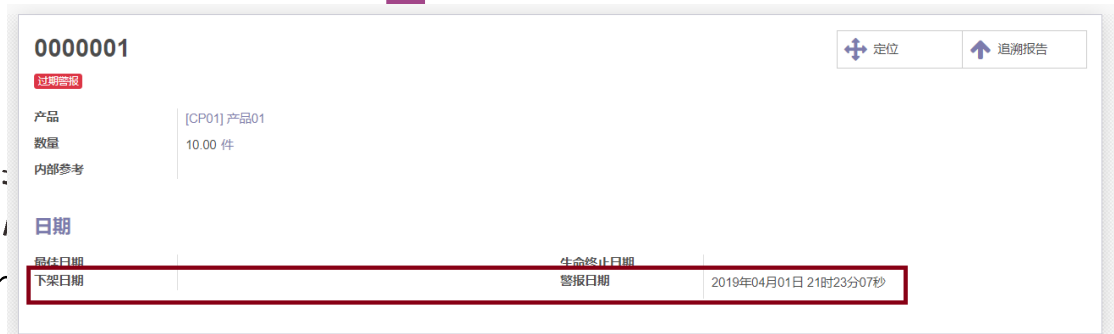 0000001
定位
追溯报告
过期警报
产品
[CP01] 产品01
数量
10.00 件
内部参考
日期
最佳日期
生命终止日期
下架日期
警报日期
2019年04月01日 21时23分07秒